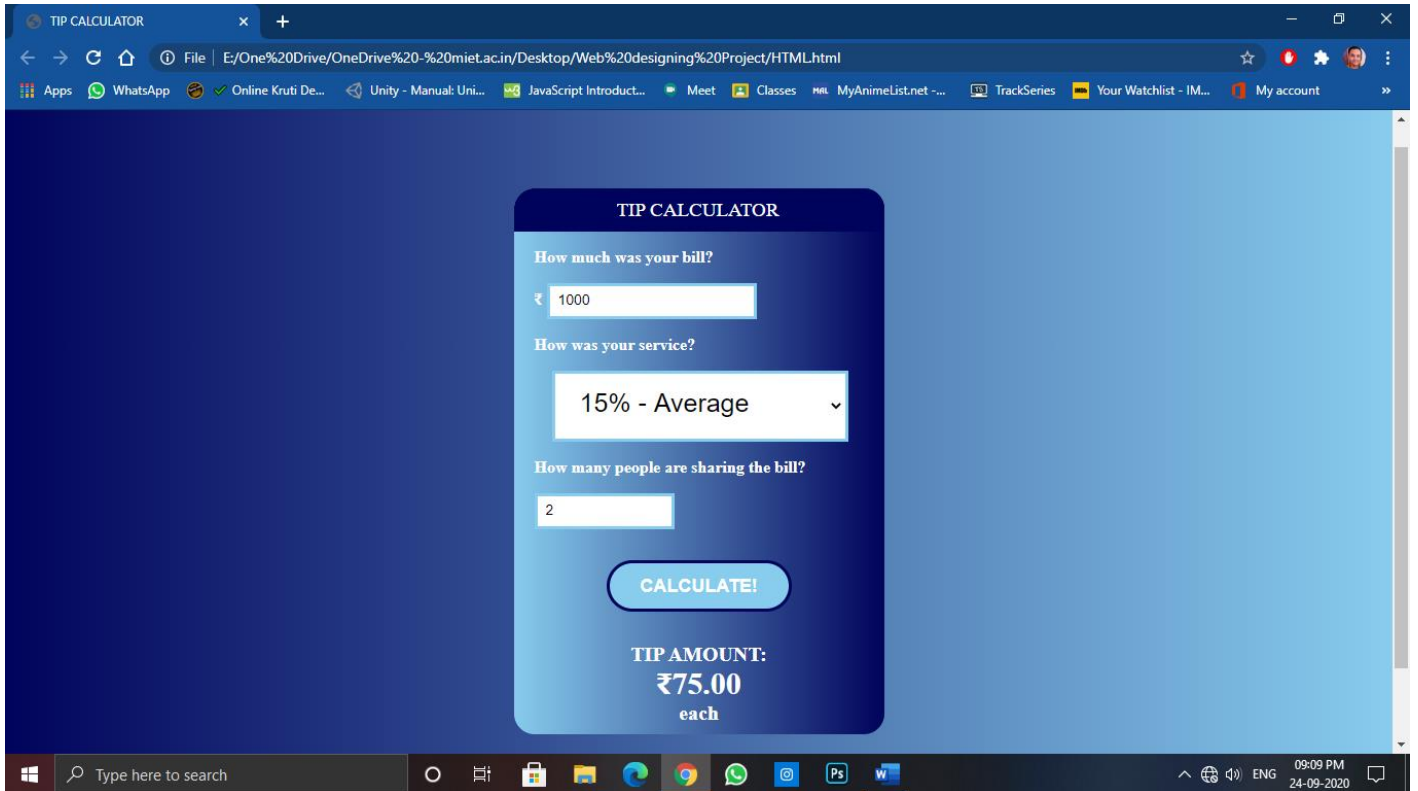 TIP CALCULATOR
File E:/One%20Drive/OneDrive%20-%20miet.ac.in/Desktop/Web%20designing%20Project/HTML.html
Apps WhatsApp Online Kruti De... Unity - Manual: Uni... JavaScript Introduct... Meet Classes MAL MyAnimeList.net -... TrackSeries Your Watchlist - IM... My account »
TIP CALCULATOR
How much was your bill?
₹ 1000
How was your service?
15% - Average
How many people are sharing the bill?
2
CALCULATE!
TIP AMOUNT:
₹75.00
each
Type here to search Ps W ENG 09:09 PM
24-09-2020